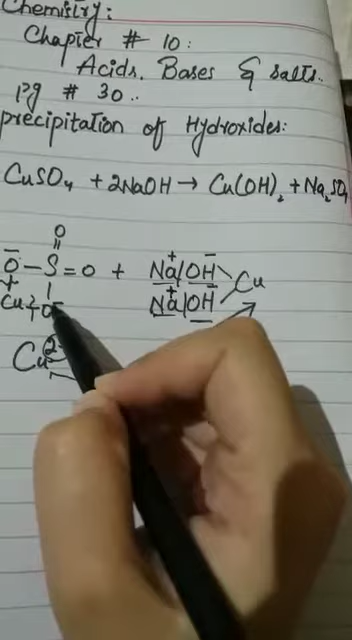 Chemistry:
Chapter # 10:
Acids, Bases & salts.
pg # 30..
precipitation of Hydroxides:
CuSO₄ + 2NaOH → Cu(OH)₂ + Na₂SO₄
O
O⁻ – S = O + Na⁺ OH⁻ Cu
Cu O⁻ Na⁺ OH⁻
Cu²